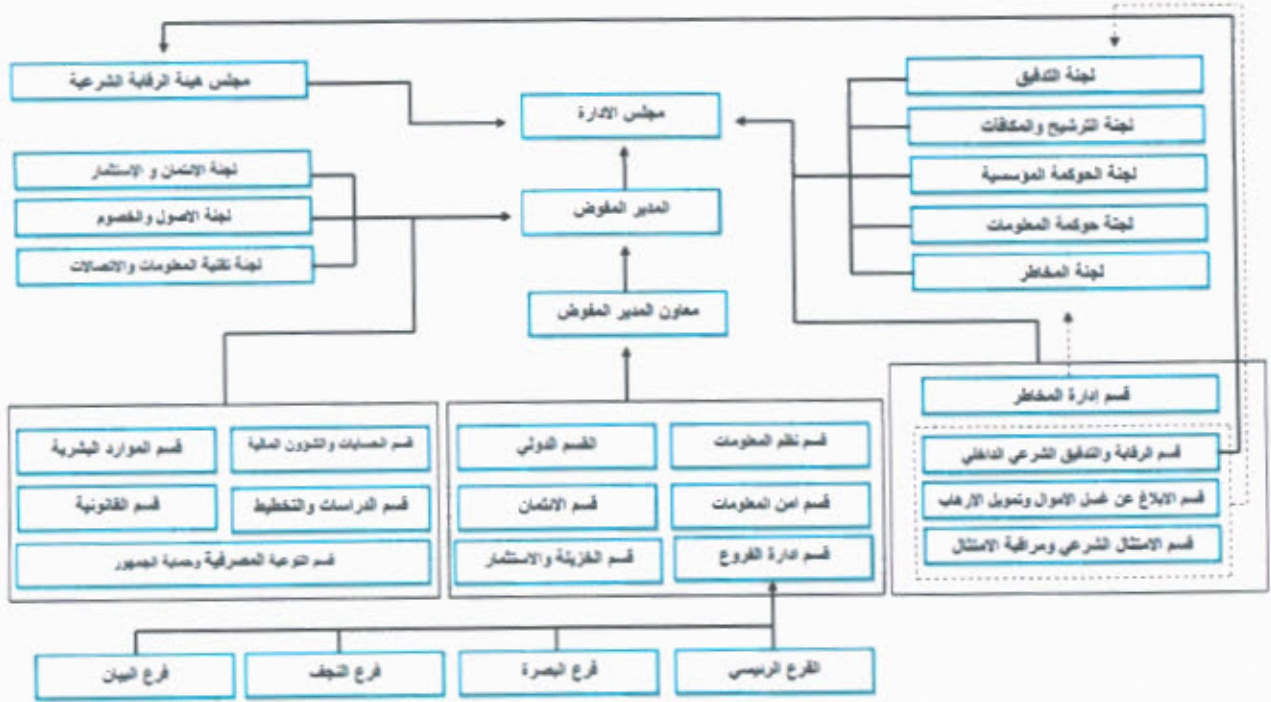 مجلس هيئة الرقابة الشرعية
لجنة التدقيق
مجلس الادارة
لجنة الترشيح والمكافآت
لجنة الائتمان و الاستثمار
لجنة الحوكمة المؤسسية
لجنة الاصول والخصوم
المدير المفوض
لجنة حوكمة المعلومات
لجنة تقنية المعلومات والاتصالات
لجنة المخاطر
معاون المدير المفوض
قسم إدارة المخاطر
قسم الرقابة والتدقيق الشرعي الداخلي
قسم الابلاغ عن غسل الاموال وتمويل الارهاب
قسم الامتثال الشرعي ومراقبة الامتثال
قسم نظم المعلومات
القسم الدولي
قسم امن المعلومات
قسم الائتمان
قسم ادارة الفروع
قسم الخزينة والاستثمار
قسم الحسابات والشؤون المالية
قسم الموارد البشرية
قسم الدراسات والتخطيط
قسم القانونية
قسم التوعية المصرفية وحماية الجمهور
الفرع الرئيسي
فرع البصرة
فرع النجف
فرع البيان